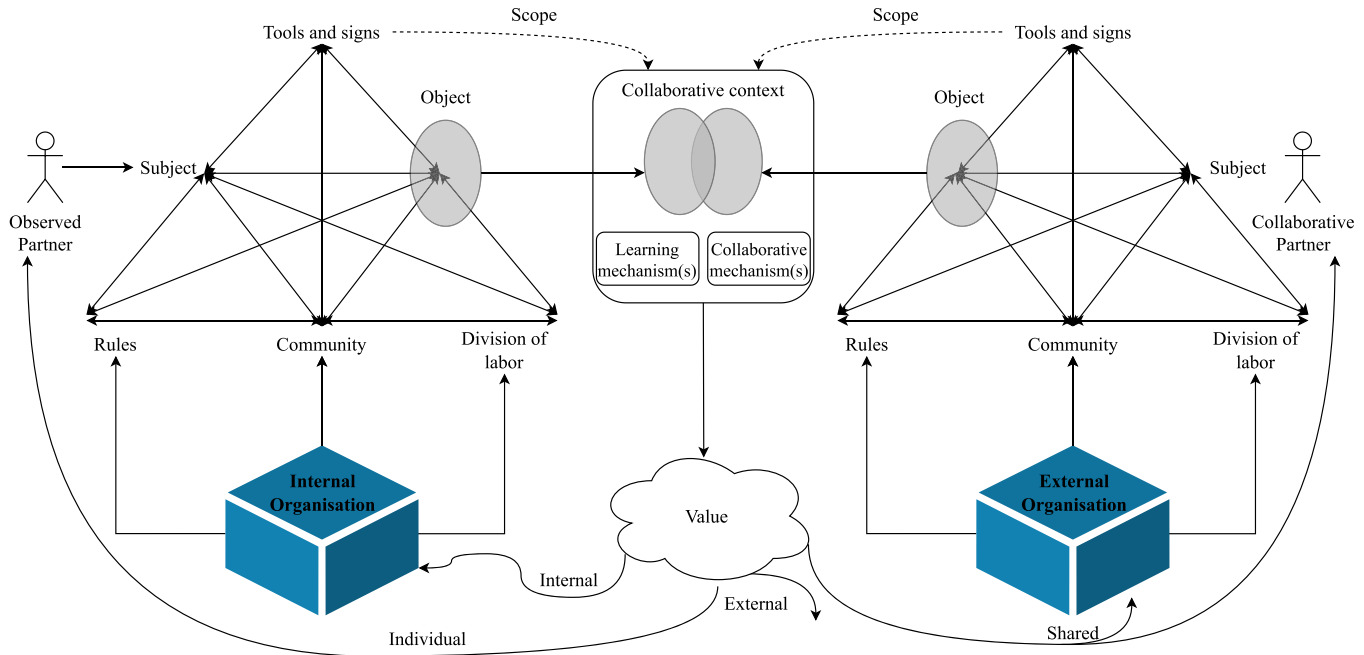 Scope
Scope
Tools and signs
Tools and signs
Collaborative context
Object
Object
Subject
Subject
Observed
Partner
Collaborative
Partner
Learning
mechanism(s)
Collaborative
mechanism(s)
Rules
Community
Division of
labor
Rules
Community
Division of
labor
Internal
Organisation
External
Organisation
Value
Internal
External
Individual
Shared